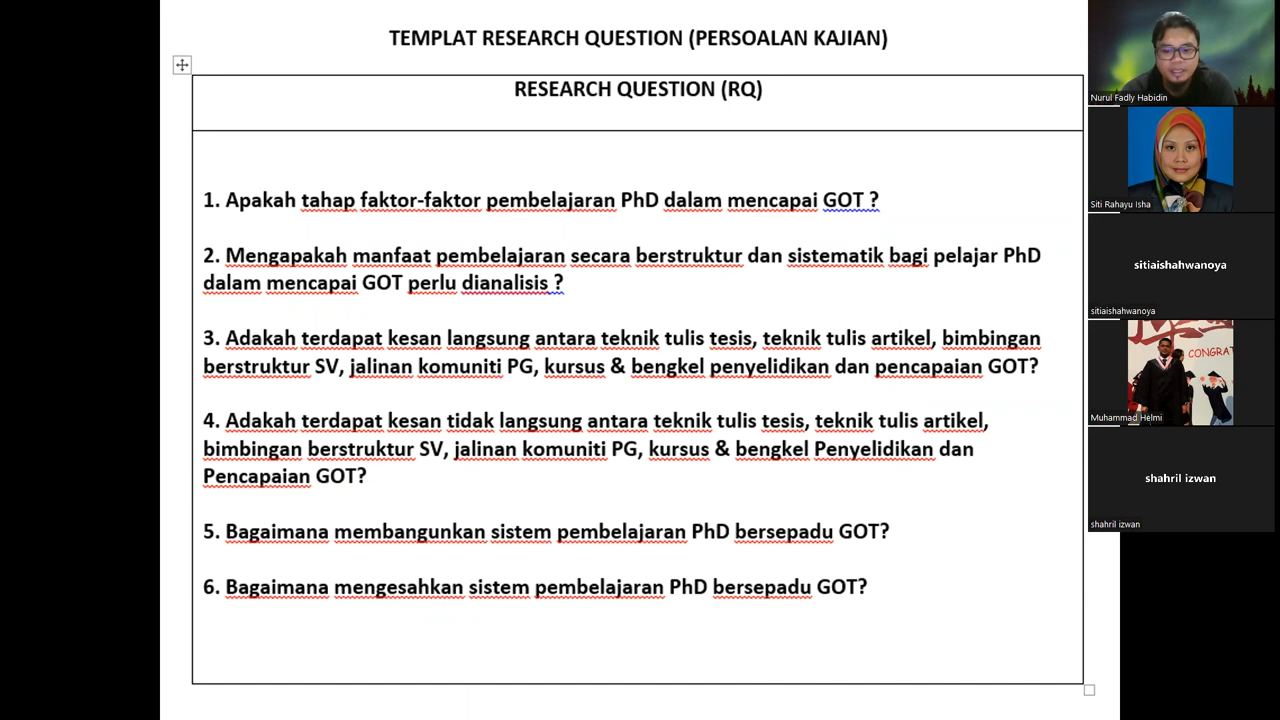 TEMPLAT RESEARCH QUESTION (PERSOALAN KAJIAN)
RESEARCH QUESTION (RQ)
1. Apakah tahap faktor-faktor pembelajaran PhD dalam mencapai GOT ?
2. Mengapakah manfaat pembelajaran secara berstruktur dan sistematik bagi pelajar PhD
dalam mencapai GOT perlu dianalisis ?
3. Adakah terdapat kesan langsung antara teknik tulis tesis, teknik tulis artikel, bimbingan
berstruktur SV, jalinan komuniti PG, kursus & bengkel penyelidikan dan pencapaian GOT?
4. Adakah terdapat kesan tidak langsung antara teknik tulis tesis, teknik tulis artikel,
bimbingan berstruktur SV, jalinan komuniti PG, kursus & bengkel Penyelidikan dan
Pencapaian GOT?
5. Bagaimana membangunkan sistem pembelajaran PhD bersepadu GOT?
6. Bagaimana mengesahkan sistem pembelajaran PhD bersepadu GOT?
Nurul Fadly Habidin
Siti Rahayu Isha
sitiaishahwanoya
sitiaishahwanoya
CONGRAT
Muhammad Helmi
shahril izwan
shahril izwan